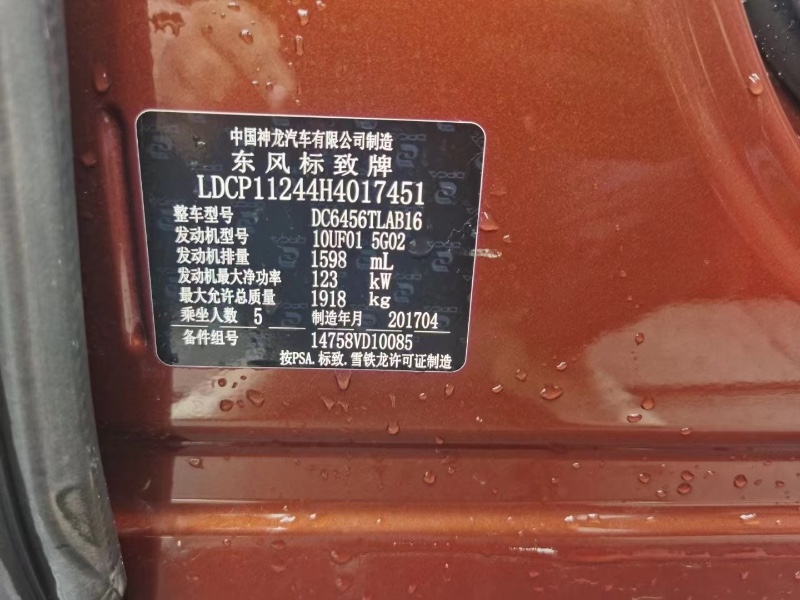 中国神龙汽车有限公司制造
东风标致牌
LDCP11244H4017451
整车型号 DC6456TLAB16
发动机型号 10UF01 5G02
发动机排量 1598 mL
发动机最大净功率 123 kW
最大允许总质量 1918 kg
乘坐人数 5 制造年月 201704
备件组号 14758VD10085
按PSA.标致.雪铁龙许可证制造